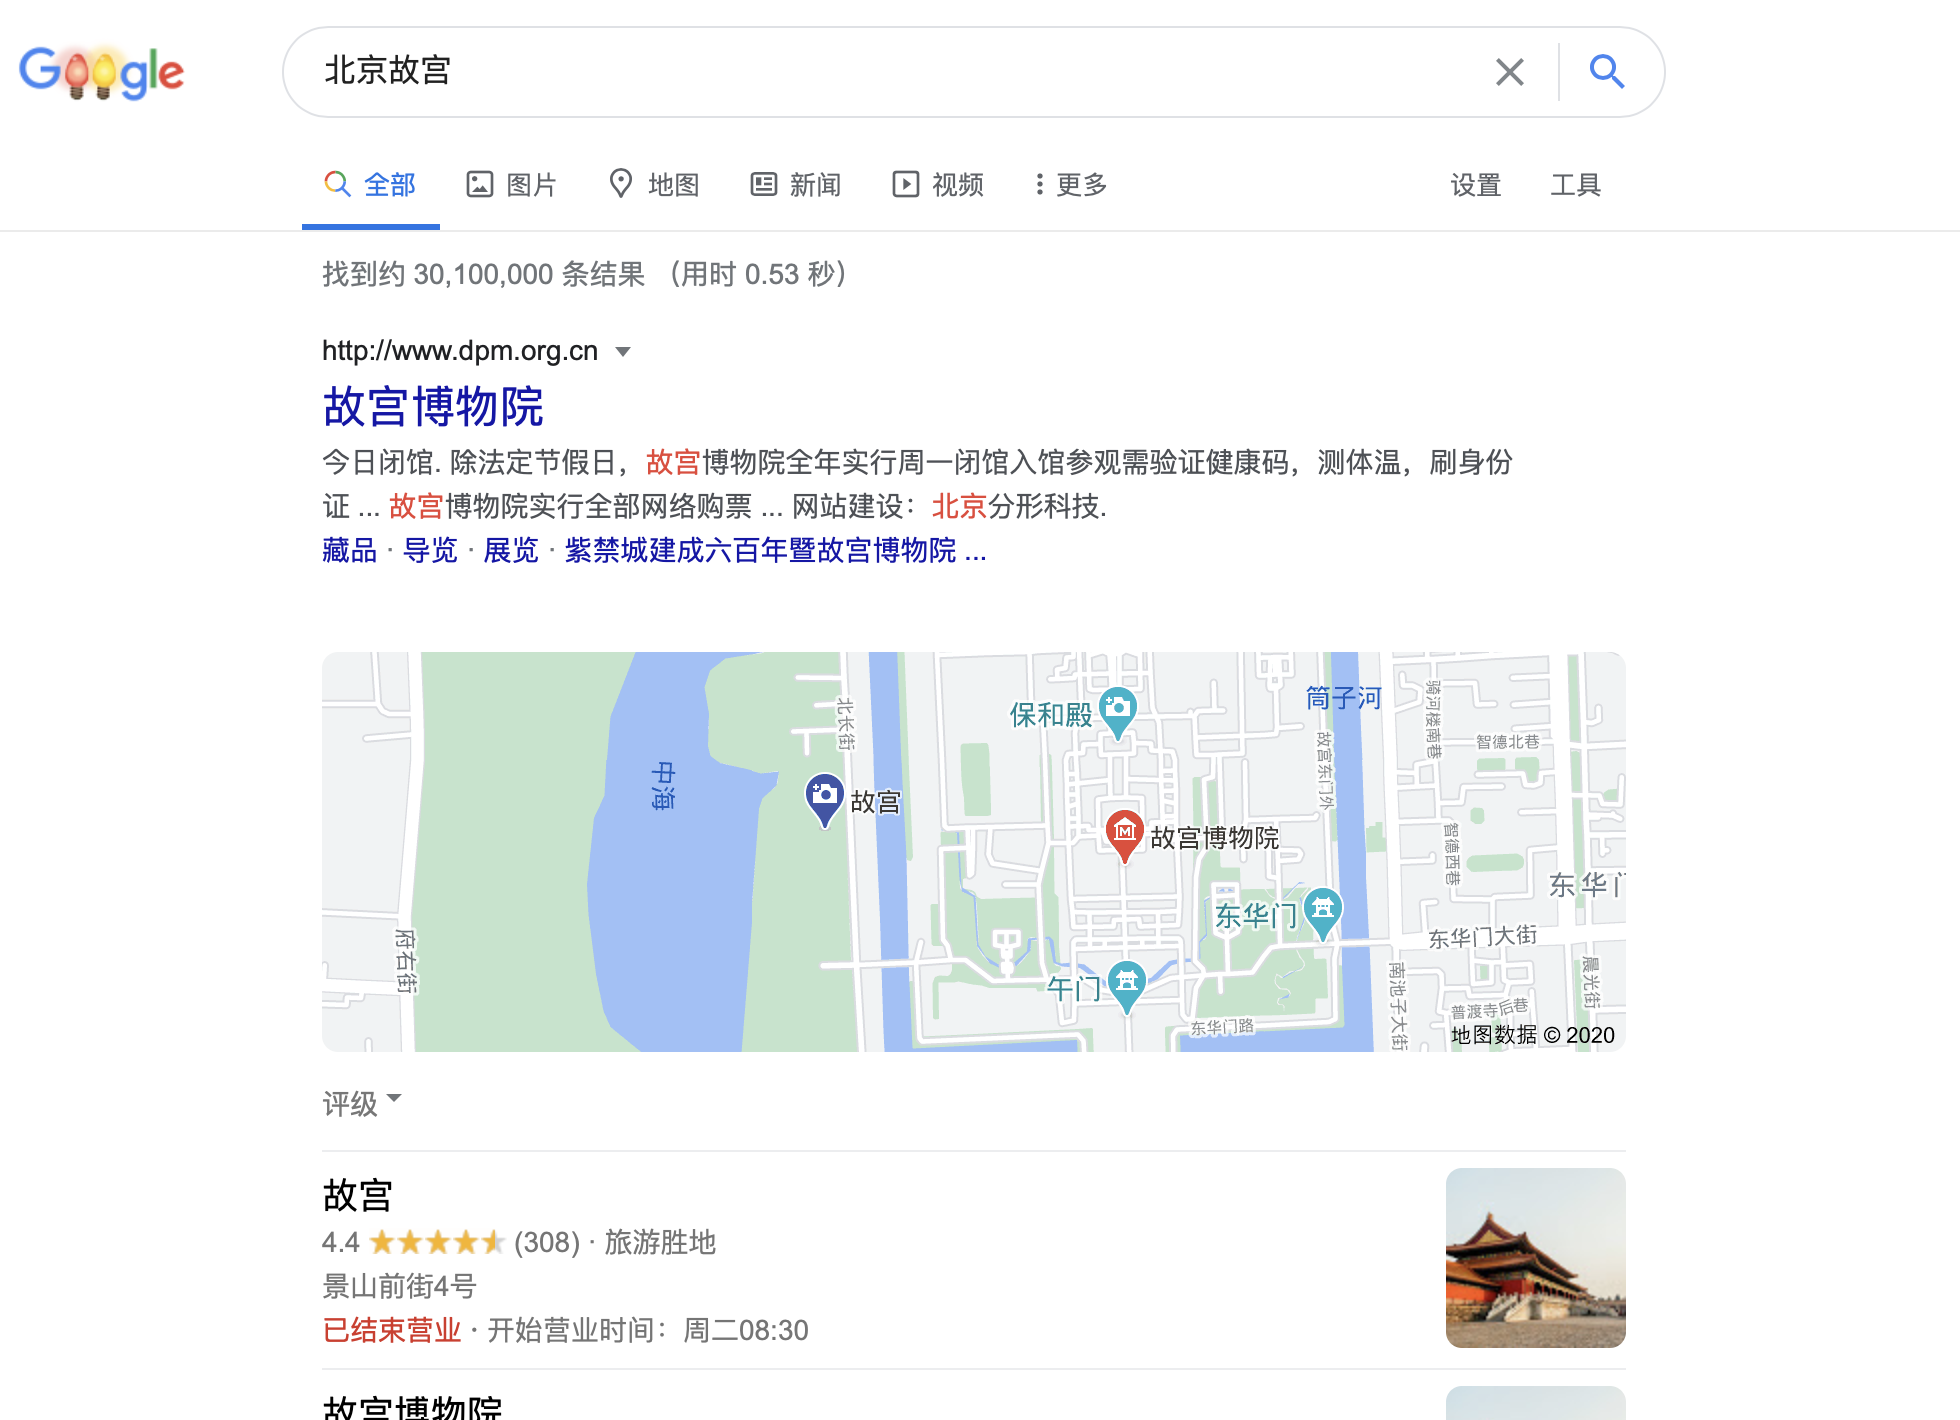 Google
北京故宫
全部 图片 地图 新闻 视频 更多 设置 工具
找到约 30,100,000 条结果 （用时 0.53 秒）
http://www.dpm.org.cn
故宫博物院
今日闭馆. 除法定节假日，故宫博物院全年实行周一闭馆入馆参观需验证健康码，测体温，刷身份
证 ... 故宫博物院实行全部网络购票 ... 网站建设：北京分形科技.
藏品 · 导览 · 展览 · 紫禁城建成六百年暨故宫博物院 ...
保和殿
筒子河
北长街
骑河楼南巷
智德北巷
故宫东门外
中海
故宫
故宫博物院
智德西巷
东华门
东华门
东华门大街
府右街
午门
南池子大街
晨光街
普渡寺后巷
东华门路
地图数据 © 2020
评级
故宫
4.4 (308) · 旅游胜地
景山前街4号
已结束营业 · 开始营业时间：周二08:30
故宫博物院